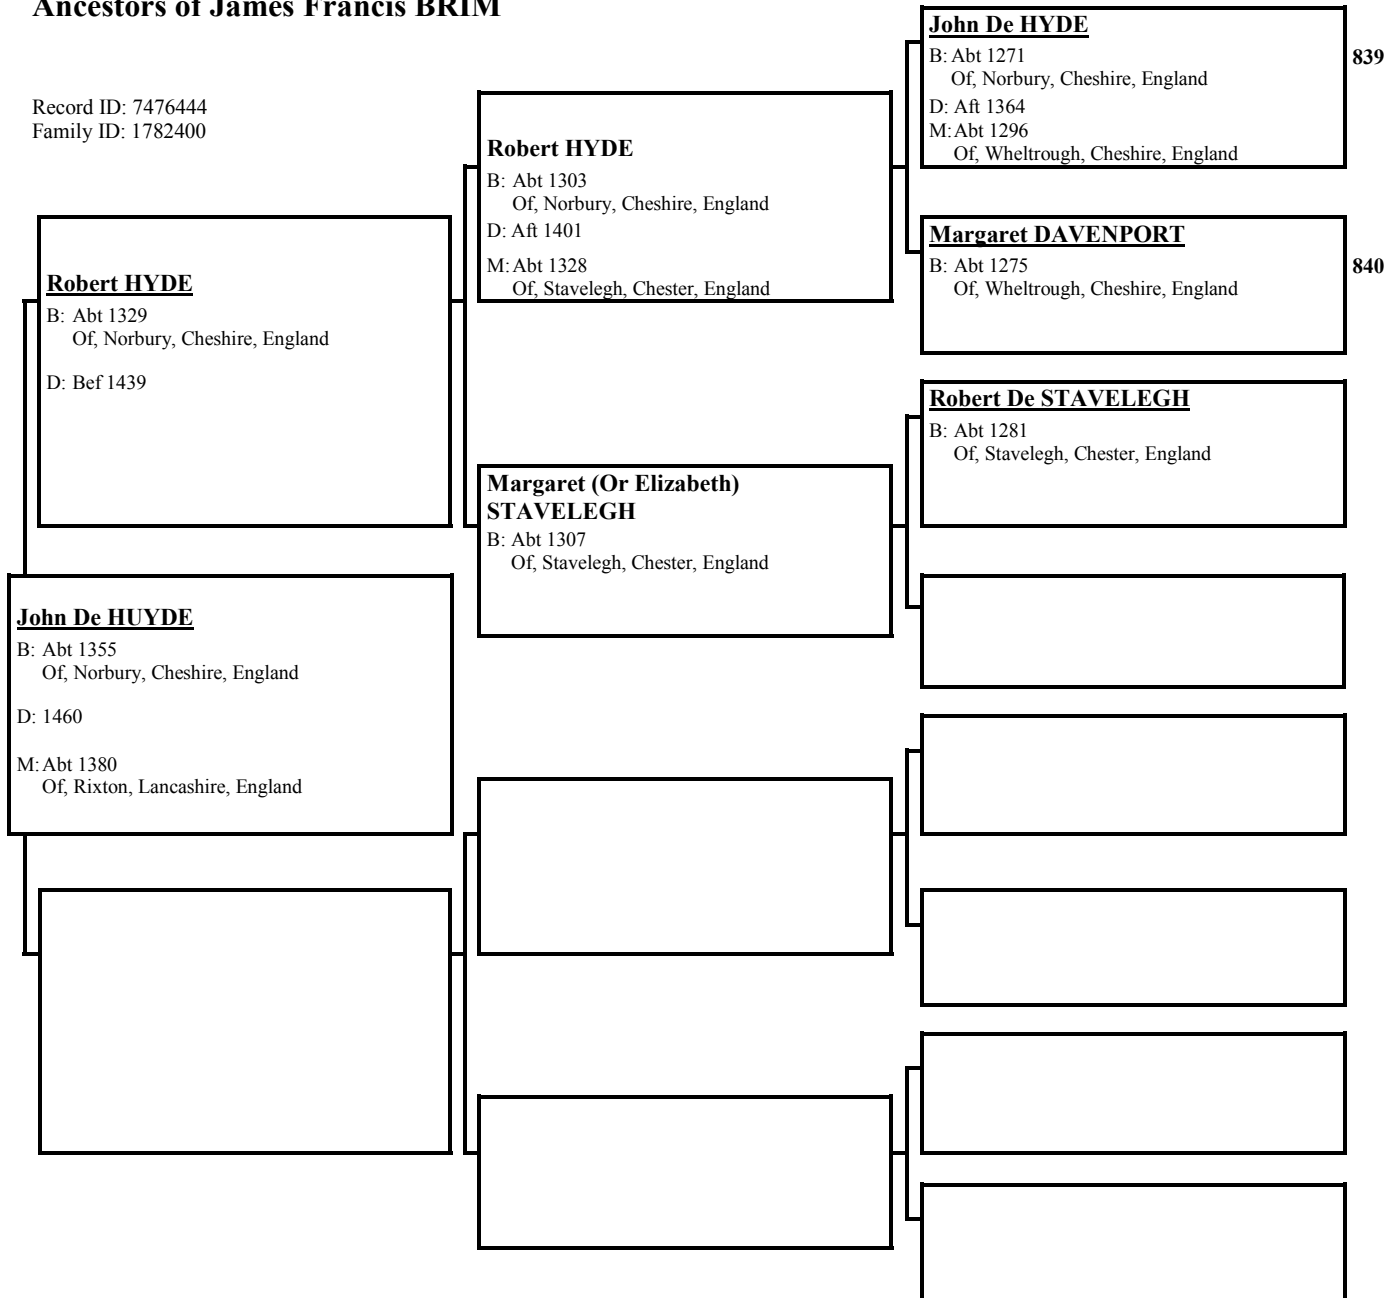 Ancestors of James Francis BRIM
Record ID: 7476444
Family ID: 1782400
John De HYDE
B: Abt 1271
Of, Norbury, Cheshire, England
D: Aft 1364
M: Abt 1296
Of, Wheltrough, Cheshire, England
839
Robert HYDE
B: Abt 1303
Of, Norbury, Cheshire, England
D: Aft 1401
M: Abt 1328
Of, Stavelegh, Chester, England
Margaret DAVENPORT
B: Abt 1275
Of, Wheltrough, Cheshire, England
840
Robert HYDE
B: Abt 1329
Of, Norbury, Cheshire, England
D: Bef 1439
Robert De STAVELEGH
B: Abt 1281
Of, Stavelegh, Chester, England
Margaret (Or Elizabeth)
STAVELEGH
B: Abt 1307
Of, Stavelegh, Chester, England
John De HUYDE
B: Abt 1355
Of, Norbury, Cheshire, England
D: 1460
M: Abt 1380
Of, Rixton, Lancashire, England